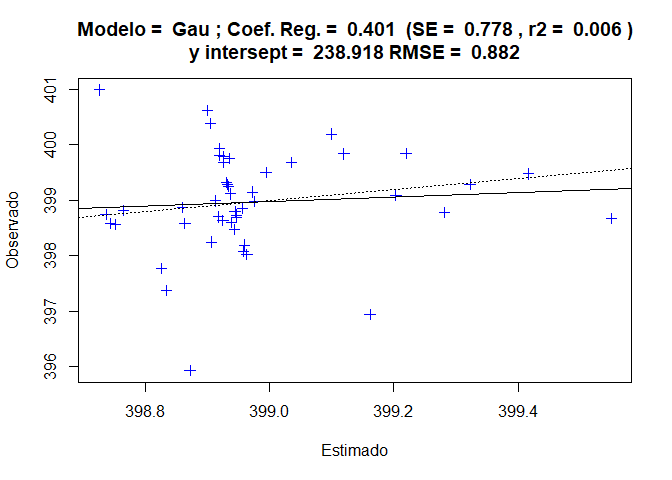 Modelo = Gau ; Coef. Reg. = 0.401 (SE = 0.778 , r2 = 0.006 )
y intersept = 238.918 RMSE = 0.882
401
400
399
398
397
396
Observado
398.8 399.0 399.2 399.4
Estimado